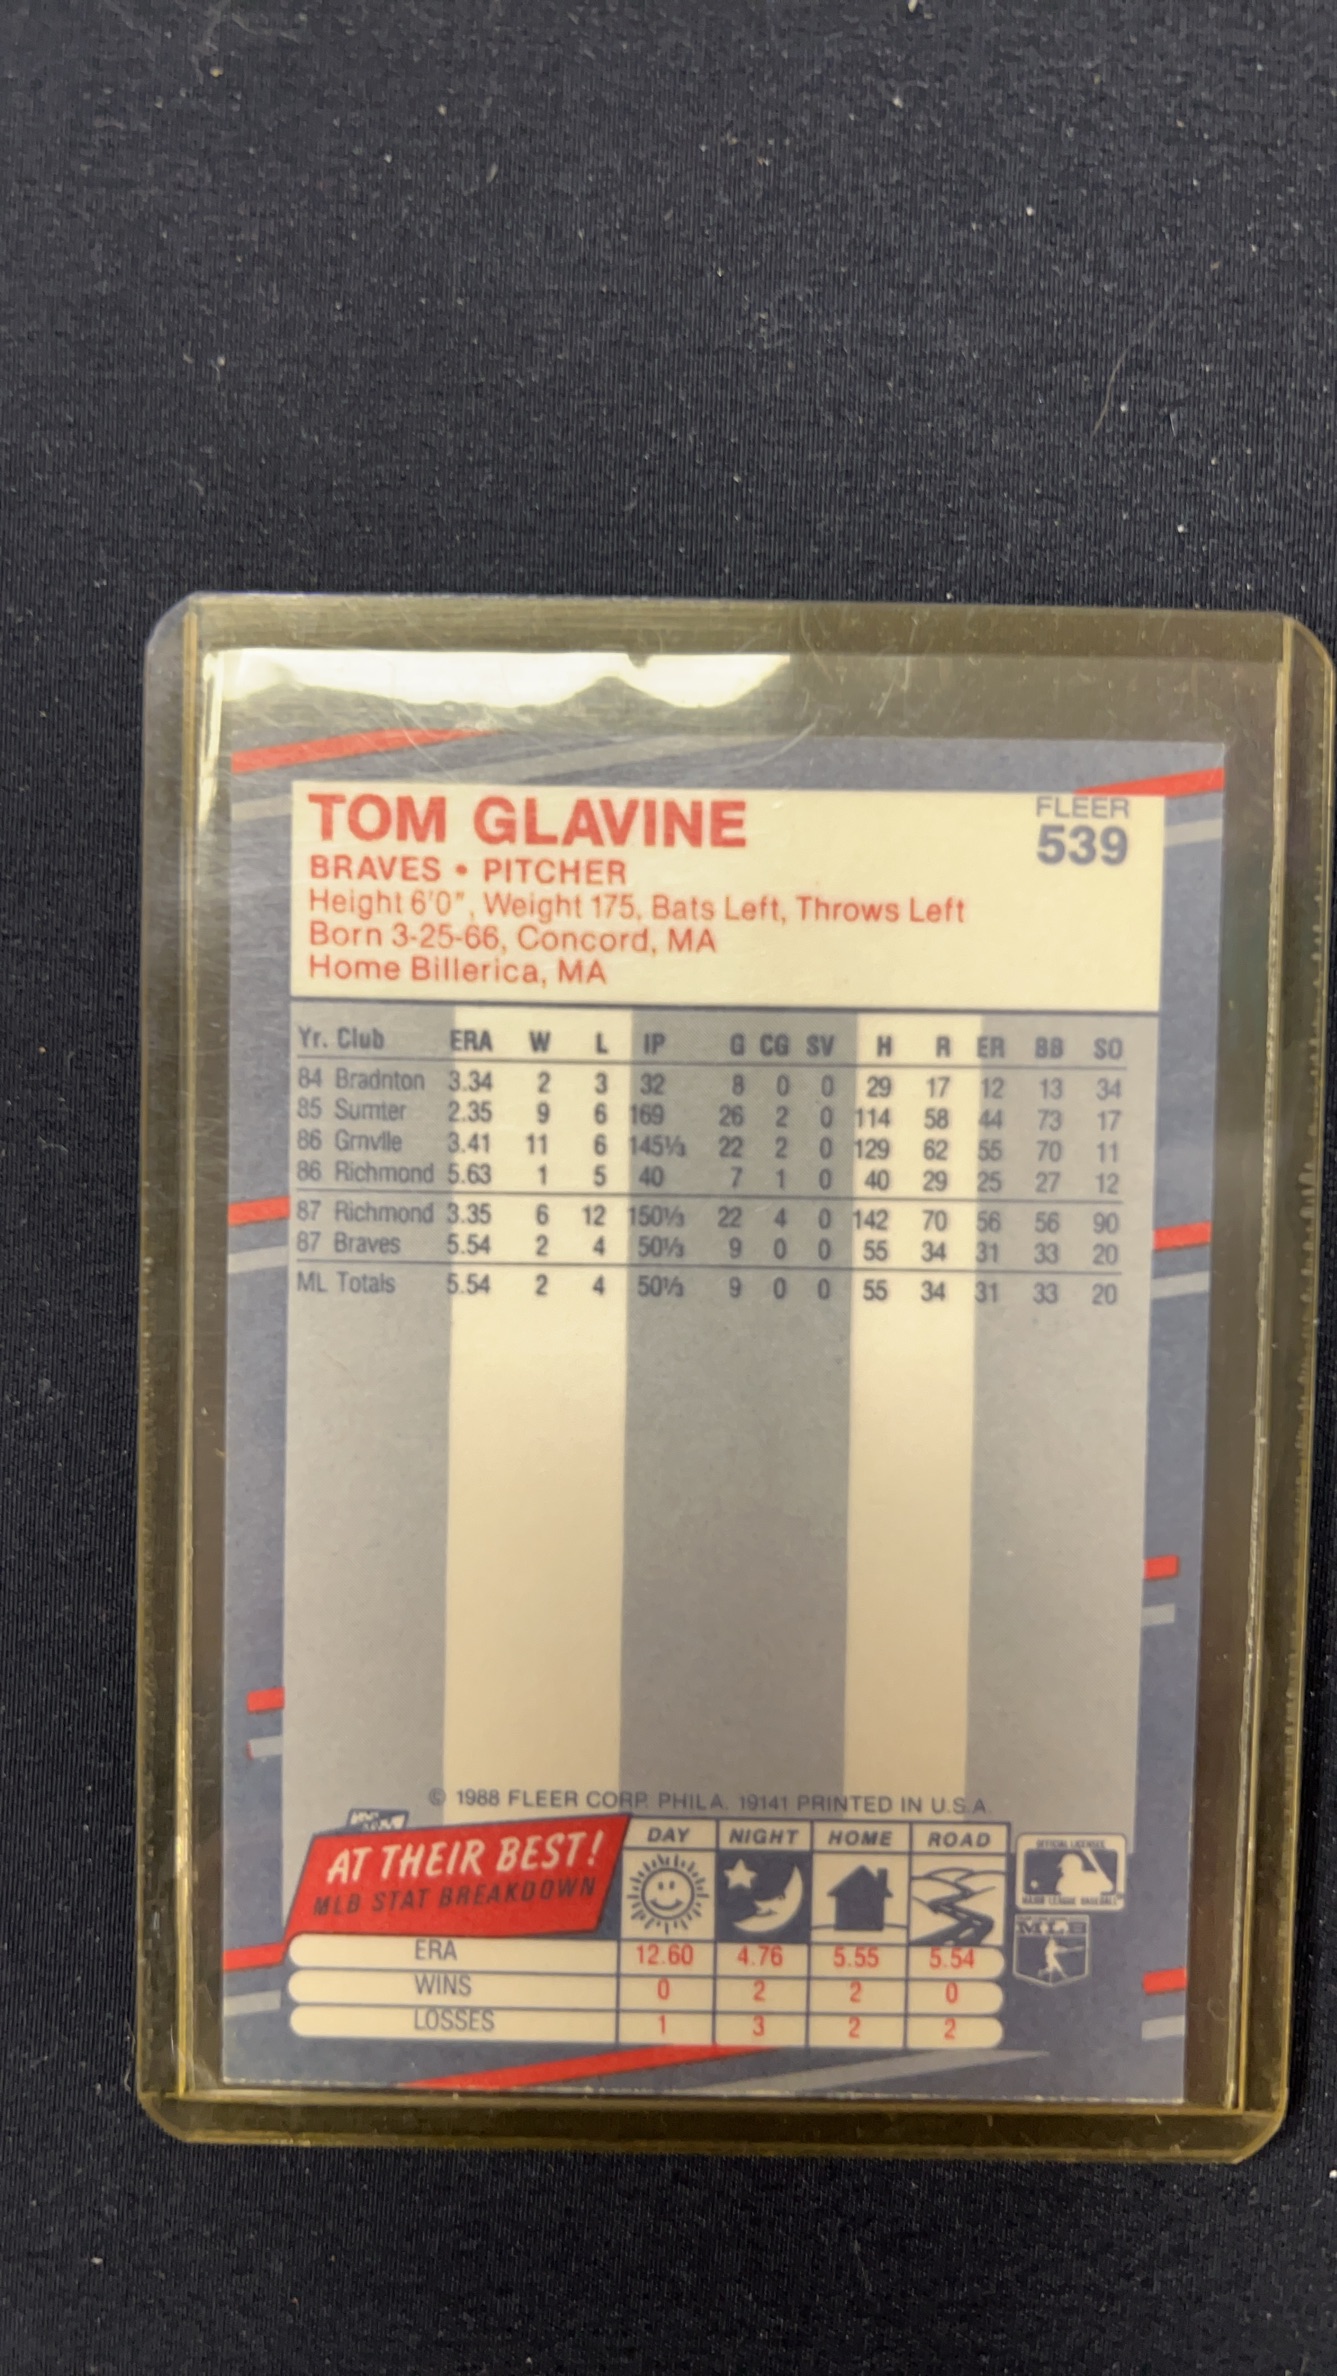 TOM GLAVINE
FLEER
539
BRAVES • PITCHER
Height 6'0", Weight 175, Bats Left, Throws Left
Born 3-25-66, Concord, MA
Home Billerica, MA
Yr. Club ERA W L IP G CG SV H R ER BB SO
84 Bradnton 3.34 2 3 32 8 0 0 29 17 12 13 34
85 Sumter 2.35 9 6 169 26 2 0 114 58 44 73 17
86 Grnvlle 3.41 11 6 145⅓ 22 2 0 129 62 55 70 11
86 Richmond 5.63 1 5 40 7 1 0 40 29 25 27 12
87 Richmond 3.35 6 12 150⅓ 22 4 0 142 70 56 56 90
87 Braves 5.54 2 4 50⅓ 9 0 0 55 34 31 33 20
ML Totals 5.54 2 4 50⅓ 9 0 0 55 34 31 33 20
© 1988 FLEER CORP. PHILA. 19141 PRINTED IN U.S.A.
AT THEIR BEST!
MLB STAT BREAKDOWN
DAY NIGHT HOME ROAD
ERA 12.60 4.76 5.55 5.54
WINS 0 2 2 0
LOSSES 1 3 2 2
OFFICIAL LICENSEE
MAJOR LEAGUE BASEBALL
MLB